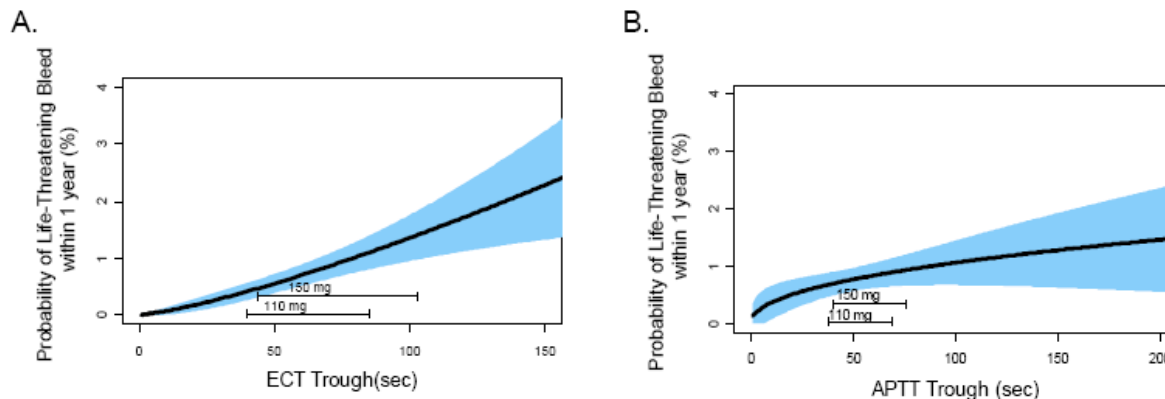 A.
Probability of Life-Threatening Bleed
within 1 year (%)
4
3
2
1
0
150 mg
110 mg
0 50 100 150
ECT Trough(sec)
B.
Probability of Life-Threatening Bleed
within 1 year (%)
4
3
2
1
0
150 mg
110 mg
0 50 100 150 200
APTT Trough (sec)